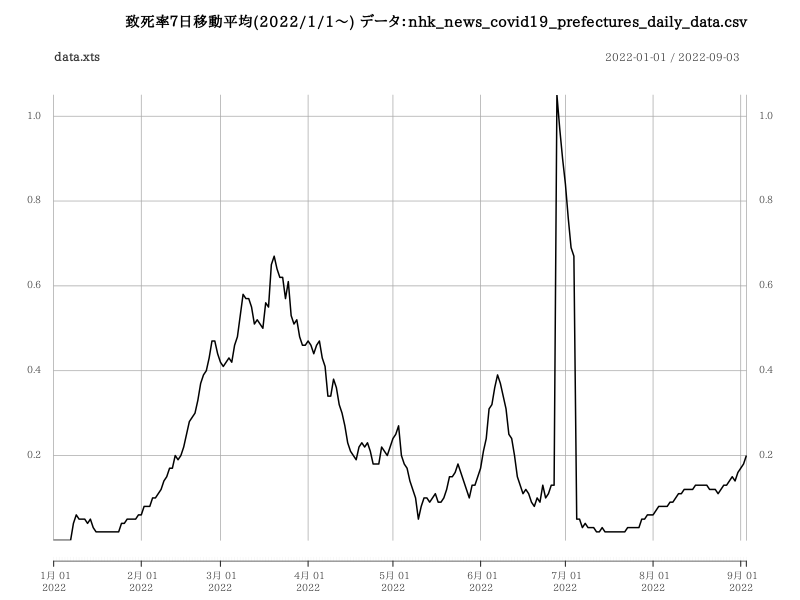 致死率7日移動平均(2022/1/1〜) データ：nhk_news_covid19_prefectures_daily_data.csv
data.xts 2022-01-01 / 2022-09-03
1.0 1.0
0.8 0.8
0.6 0.6
0.4 0.4
0.2 0.2
1月 01 2月 01 3月 01 4月 01 5月 01 6月 01 7月 01 8月 01 9月 01
2022 2022 2022 2022 2022 2022 2022 2022 2022